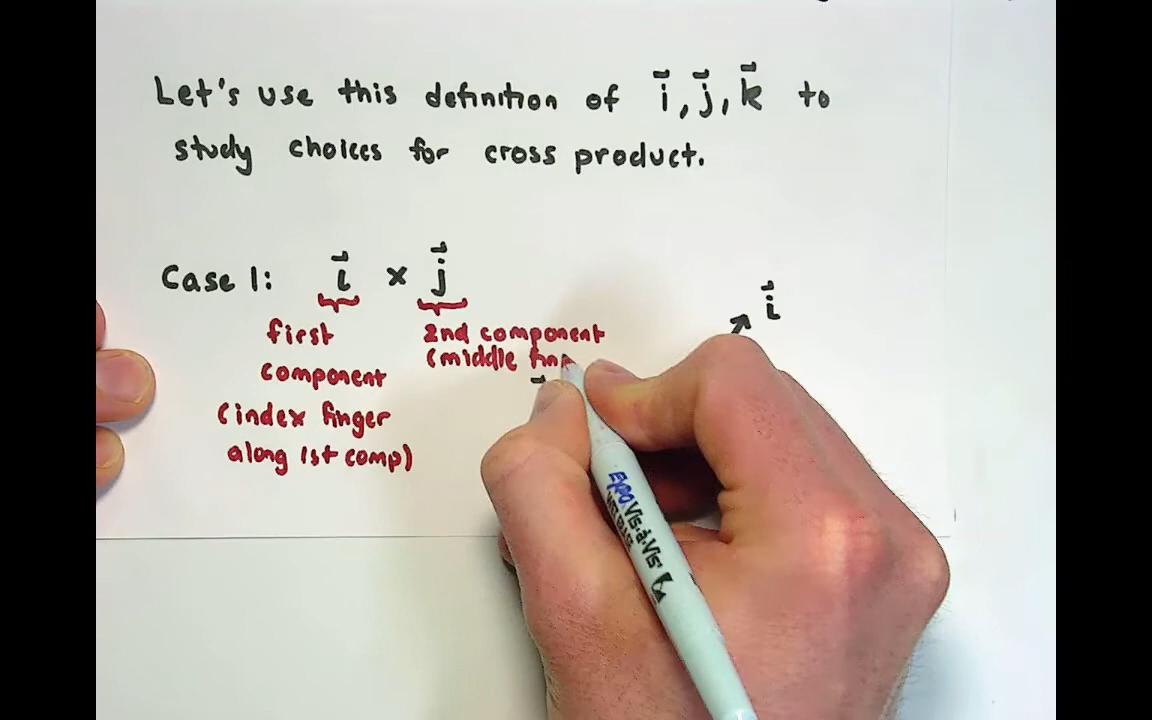 Let's use this definition of i, j, k to
study choices for cross product.
Case 1: i × j
first
component
(index finger
along 1st comp)
2nd component
(middle fin
i
EXPO Vis-à-Vis